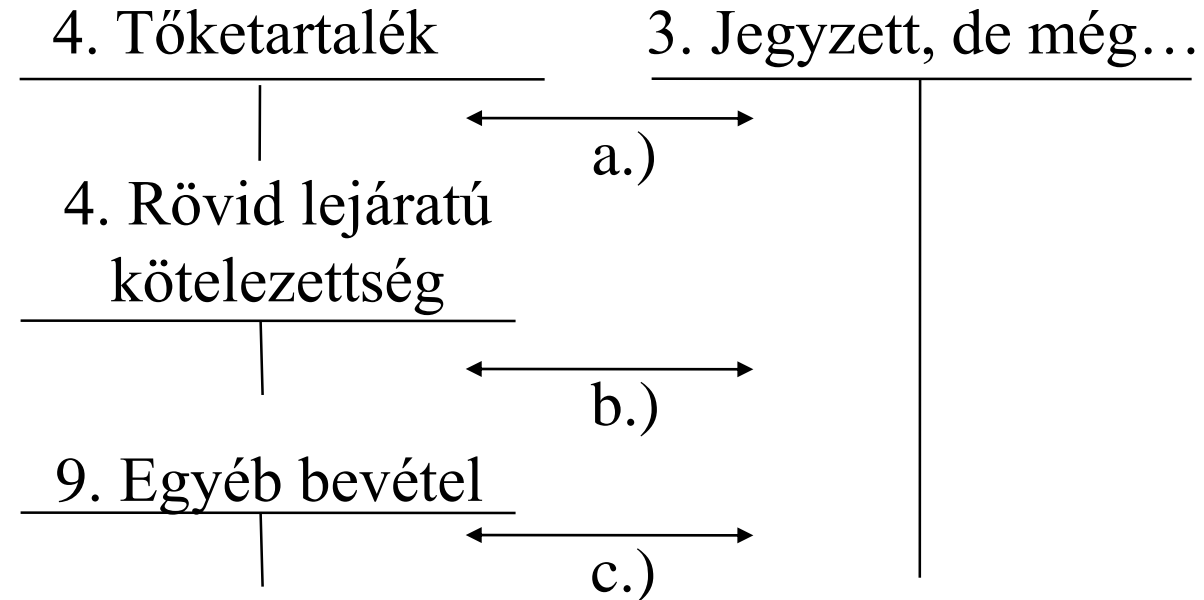 4. Tőketartalék
3. Jegyzett, de még…
a.)
4. Rövid lejáratú
kötelezettség
b.)
9. Egyéb bevétel
c.)